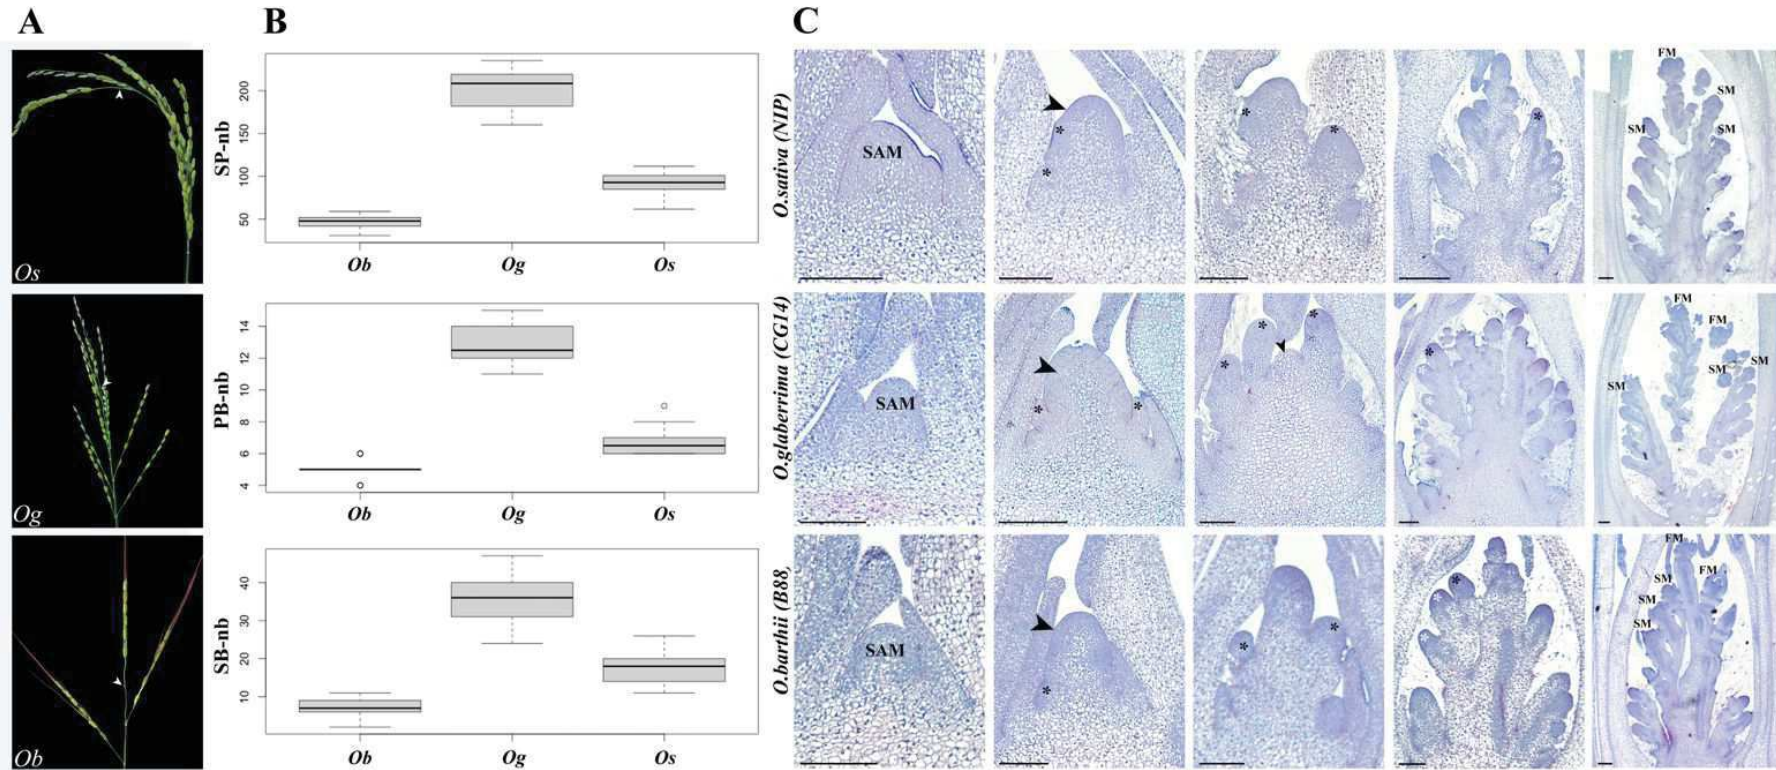 A
B
C
Os
Og
Ob
SP-nb
200
150
100
50
Ob Og Os
PB-nb
14
12
10
8
6
4
Ob Og Os
SB-nb
40
30
20
10
Ob Og Os
O.sativa (NIP)
SAM
*
*
*
*
*
FM
SM
SM
SM
O.glaberrima (CG14)
SAM
*
*
*
*
*
*
FM
FM
SM
SM
SM
O.barthii (B88,
SAM
*
*
*
*
*
*
FM
FM
SM
SM
SM